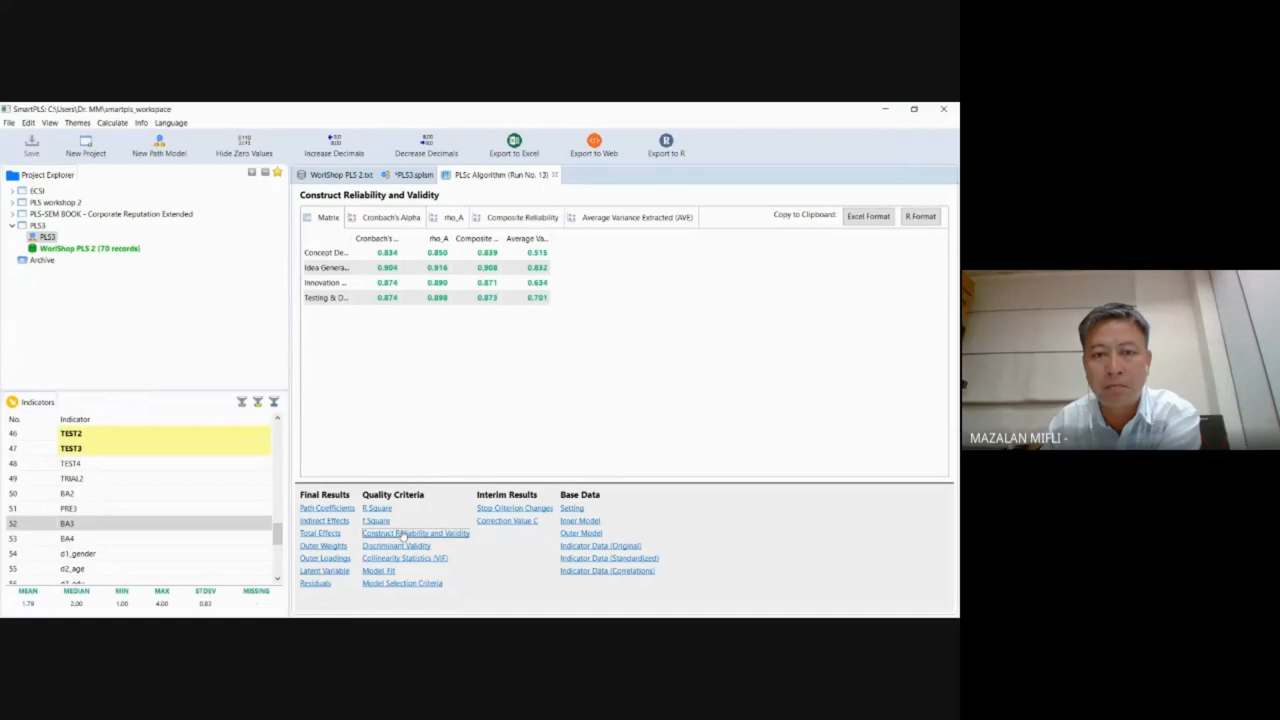 SmartPLS: C:\Users\Dr. MM\smartpls_workspace
File Edit View Themes Calculate Info Language
Save New Project New Path Model Hide Zero Values Increase Decimals Decrease Decimals Export to Excel Export to Web Export to R
Project Explorer
ECSI
PLS workshop 2
PLS-SEM BOOK - Corporate Reputation Extended
PLS3
PLS3
WorlShop PLS 2 (70 records)
Archive
WorlShop PLS 2.txt *PLS3.splsm PLSc Algorithm (Run No. 13)
Construct Reliability and Validity
Matrix Cronbach's Alpha rho_A Composite Reliability Average Variance Extracted (AVE) Copy to Clipboard: Excel Format R Format
Cronbach's ... rho_A Composite ... Average Va...
Concept De... 0.834 0.850 0.839 0.515
Idea Genera... 0.904 0.916 0.908 0.832
Innovation ... 0.874 0.890 0.871 0.634
Testing & D... 0.874 0.898 0.873 0.701
Indicators
No. Indicator
46 TEST2
47 TEST3
48 TEST4
49 TRIAL2
50 BA2
51 PRE3
52 BA3
53 BA4
54 d1_gender
55 d2_age
MEAN MEDIAN MIN MAX STDEV MISSING
1.79 2.00 1.00 4.00 0.83 -
Final Results Quality Criteria Interim Results Base Data
Path Coefficients R Square Stop Criterion Changes Setting
Indirect Effects f Square Correction Value C Inner Model
Total Effects Construct Reliability and Validity Outer Model
Outer Weights Discriminant Validity Indicator Data (Original)
Outer Loadings Collinearity Statistics (VIF) Indicator Data (Standardized)
Latent Variable Model Fit Indicator Data (Correlations)
Residuals Model Selection Criteria
MAZALAN MIFLI -